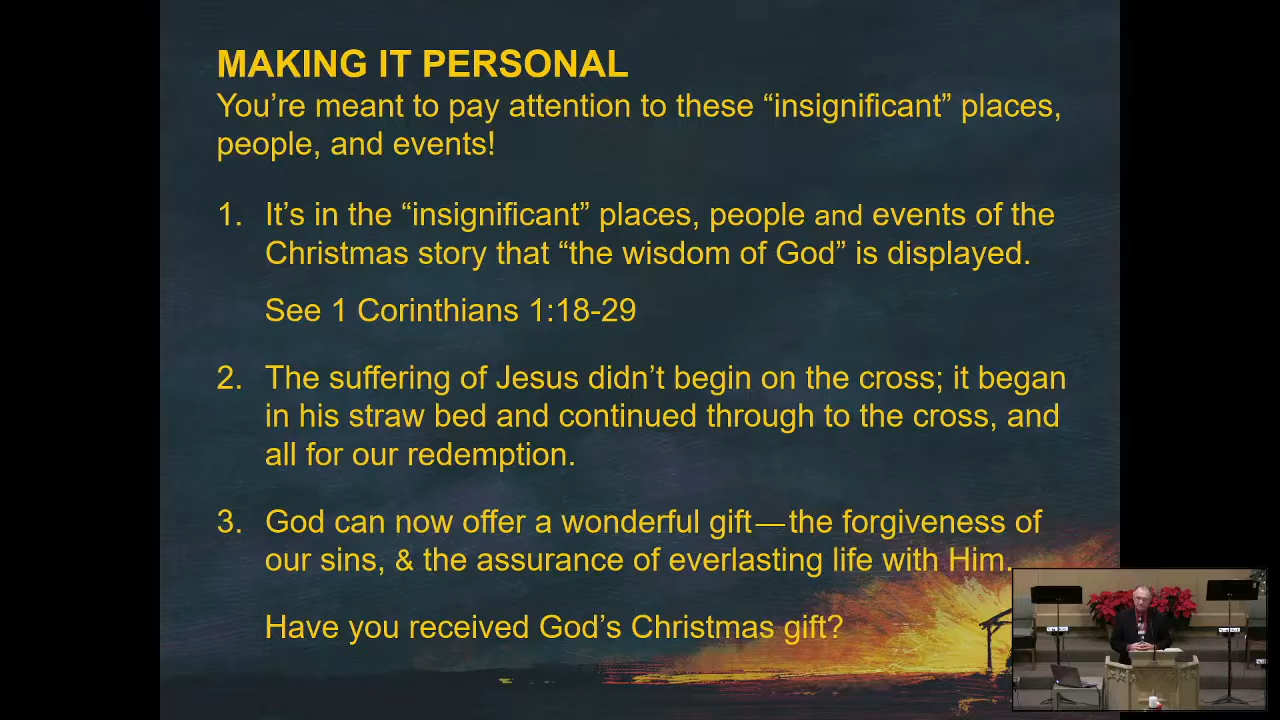 MAKING IT PERSONAL
You’re meant to pay attention to these “insignificant” places,
people, and events!
1. It’s in the “insignificant” places, people and events of the
Christmas story that “the wisdom of God” is displayed.
See 1 Corinthians 1:18-29
2. The suffering of Jesus didn’t begin on the cross; it began
in his straw bed and continued through to the cross, and
all for our redemption.
3. God can now offer a wonderful gift—the forgiveness of
our sins, & the assurance of everlasting life with Him.
Have you received God’s Christmas gift?